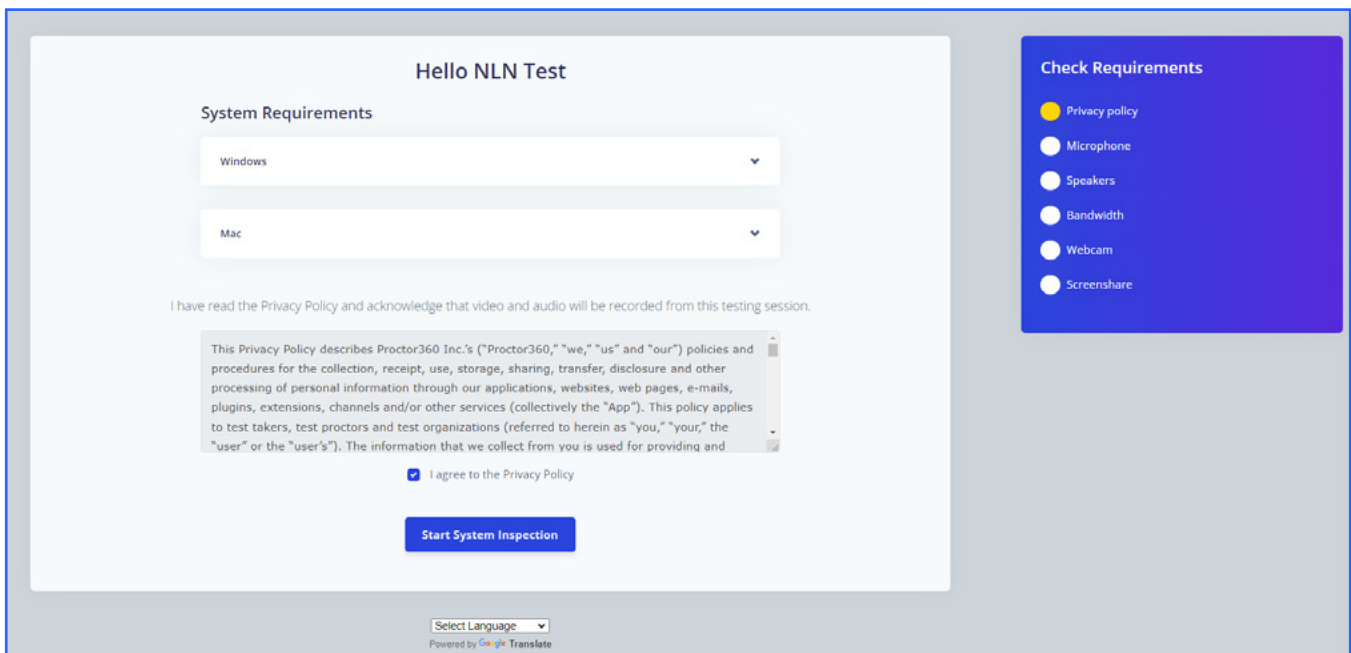 Hello NLN Test
System Requirements
Windows
Mac
I have read the Privacy Policy and acknowledge that video and audio will be recorded from this testing session.
This Privacy Policy describes Proctor360 Inc.'s (“Proctor360,” “we,” “us” and “our”) policies and
procedures for the collection, receipt, use, storage, sharing, transfer, disclosure and other
processing of personal information through our applications, websites, web pages, e-mails,
plugins, extensions, channels and/or other services (collectively the “App”). This policy applies
to test takers, test proctors and test organizations (referred to herein as “you,” “your,” the
“user” or the “user's”). The information that we collect from you is used for providing and
I agree to the Privacy Policy
Start System Inspection
Select Language
Powered by Google Translate
Check Requirements
Privacy policy
Microphone
Speakers
Bandwidth
Webcam
Screenshare